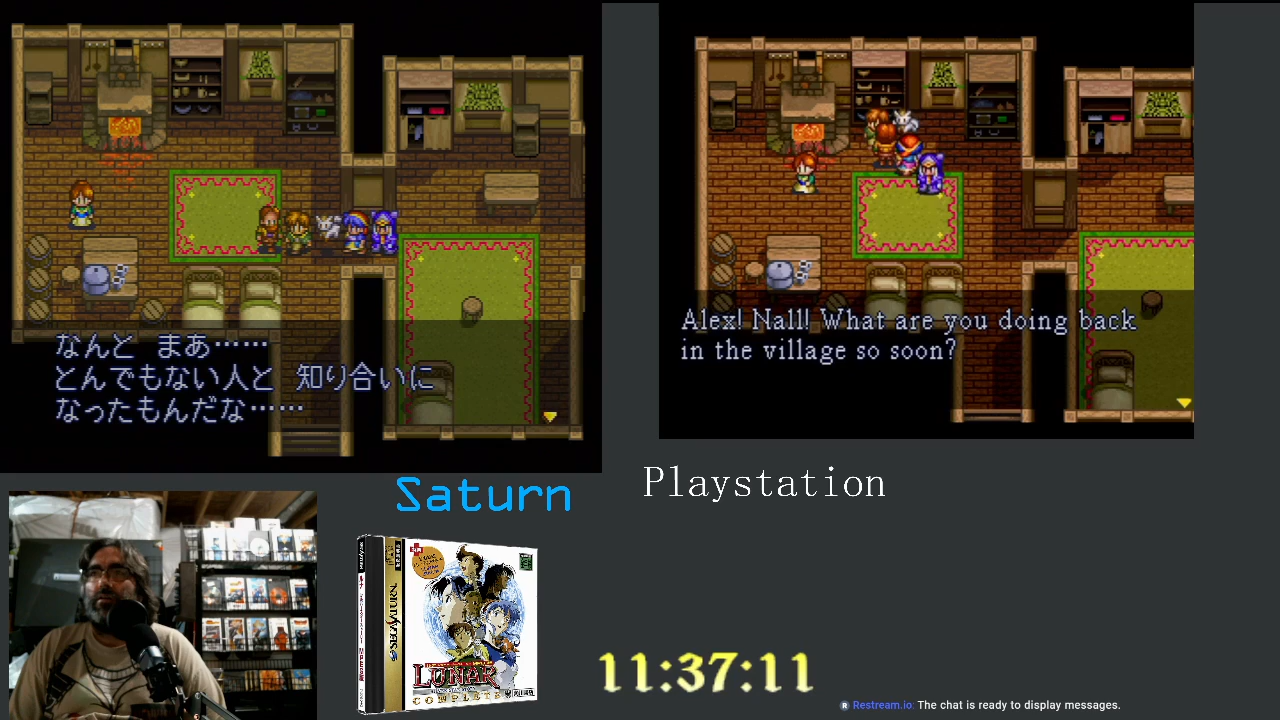 なんと まあ……
とんでもない人と 知り合いに
なったもんだな……
Alex! Nall! What are you doing back
in the village so soon?
Saturn
Playstation
SEGA SATURN
LUNAR
COMPLETE
11:37:11
Restream.io: The chat is ready to display messages.